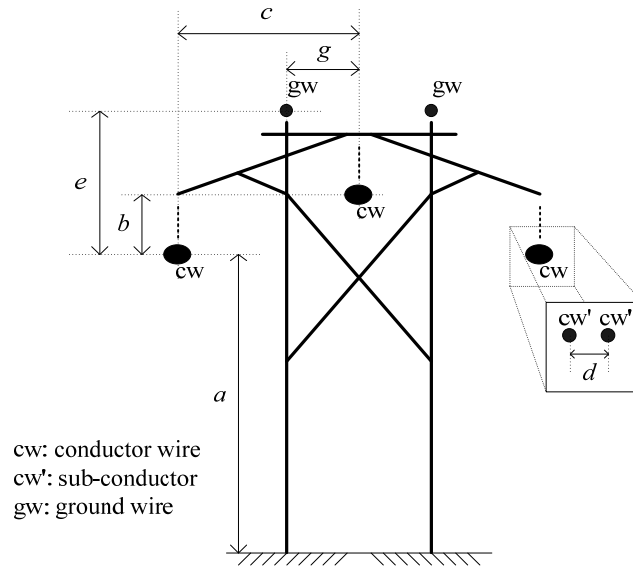 c
g
gw
gw
e
b
cw
cw
cw
cw' cw'
d
a
cw: conductor wire
cw': sub-conductor
gw: ground wire